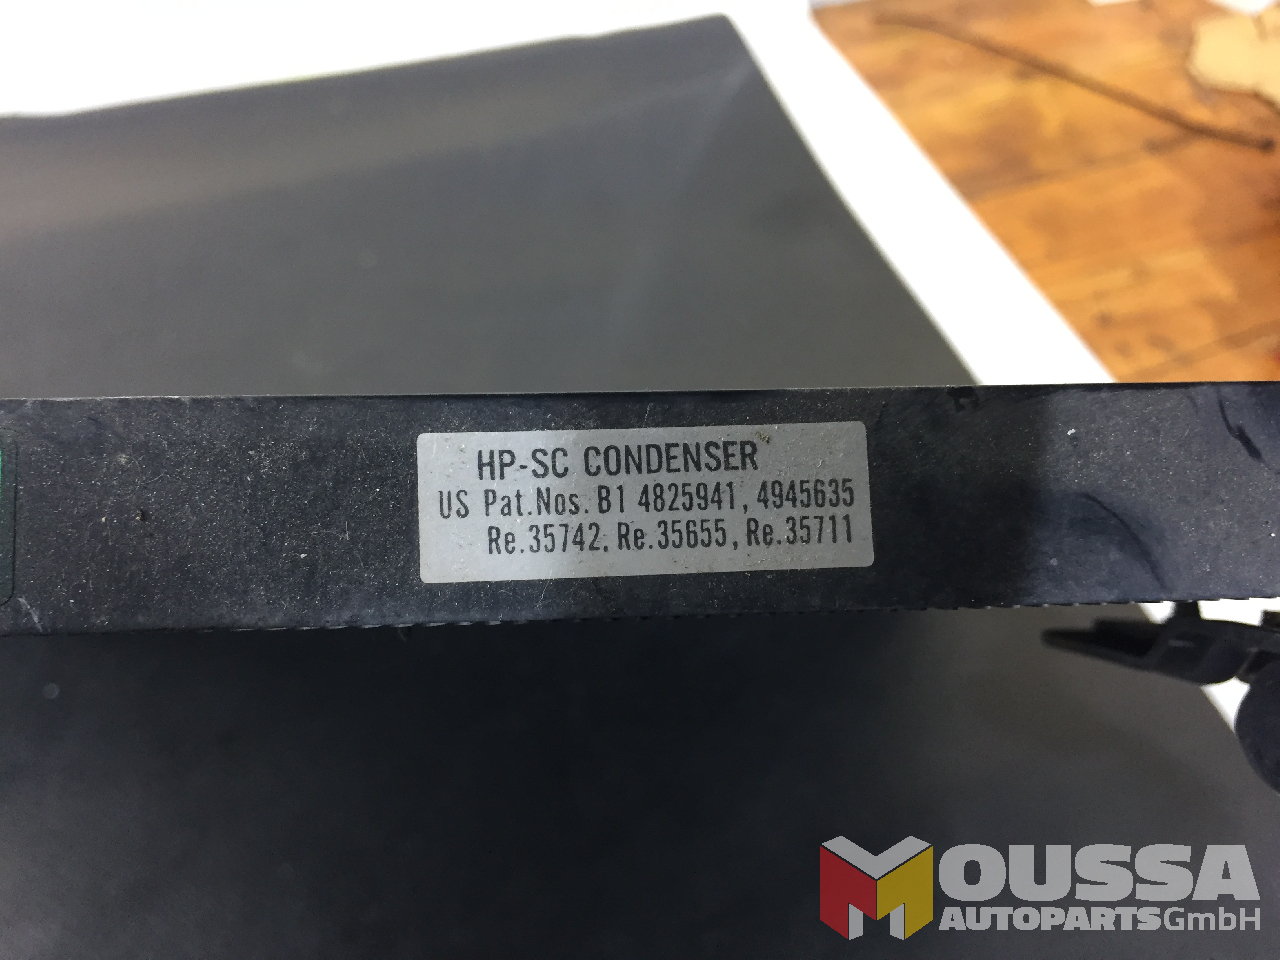 HP-SC CONDENSER
US Pat.Nos. B1 4825941, 4945635
Re.35742, Re.35655, Re.35711
MOUSSA
AUTOPARTS GmbH